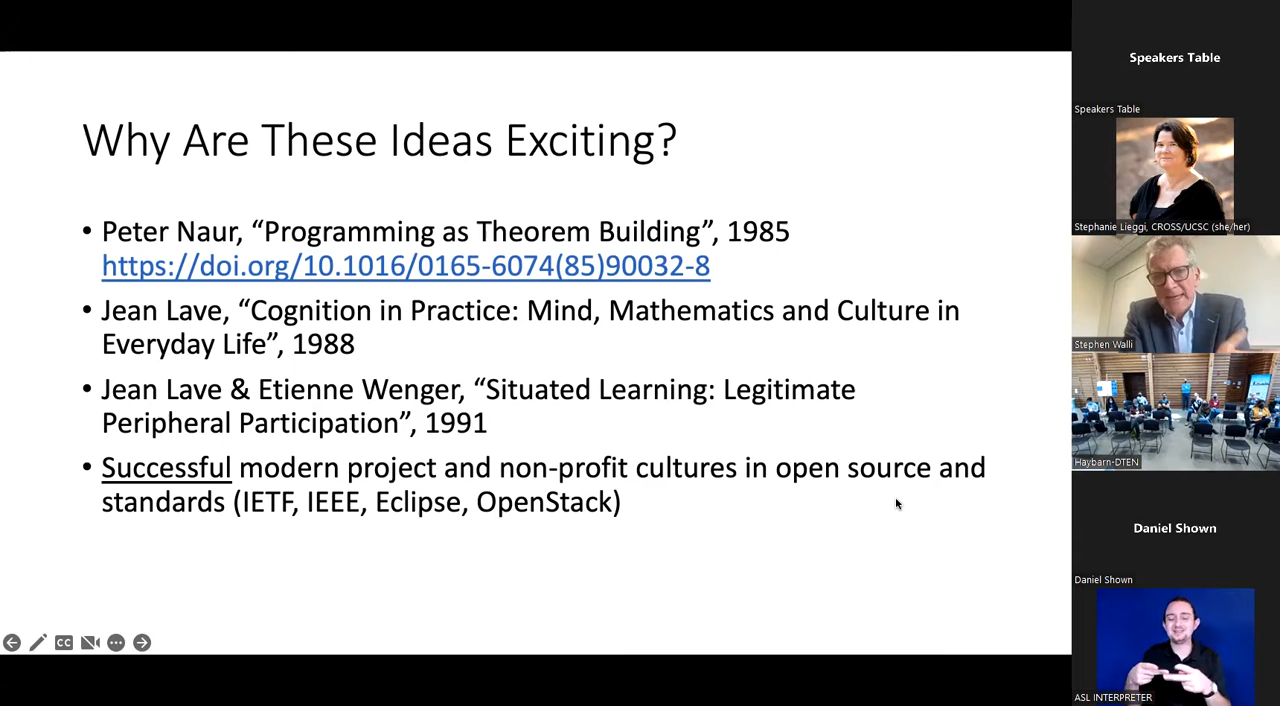 Why Are These Ideas Exciting?
• Peter Naur, “Programming as Theorem Building”, 1985
https://doi.org/10.1016/0165-6074(85)90032-8
• Jean Lave, “Cognition in Practice: Mind, Mathematics and Culture in
Everyday Life”, 1988
• Jean Lave & Etienne Wenger, “Situated Learning: Legitimate
Peripheral Participation”, 1991
• Successful modern project and non-profit cultures in open source and
standards (IETF, IEEE, Eclipse, OpenStack)
CC
Speakers Table
Speakers Table
Stephanie Lieggi, CROSS/UCSC (she/her)
Stephen Walli
Haybarn-DTEN
Daniel Shown
Daniel Shown
ASL INTERPRETER